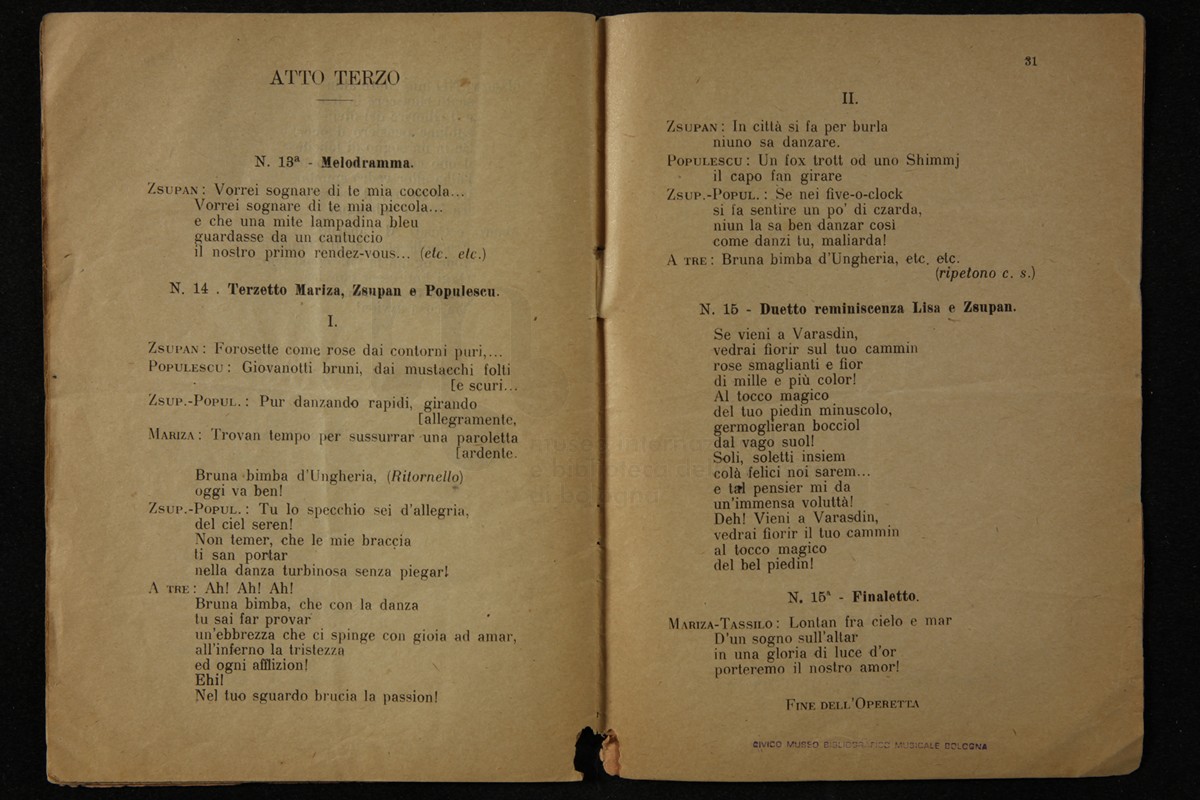 ATTO TERZO
N. 13ª - Melodramma.
ZSUPAN: Vorrei sognare di te mia coccola...
Vorrei sognare di te mia piccola...
e che una mite lampadina bleu
guardasse da un cantuccio
il nostro primo rendez-vous... (etc. etc.)
N. 14 . Terzetto Mariza, Zsupan e Populescu.
I.
ZSUPAN: Forosette come rose dai contorni puri,...
POPULESCU: Giovanotti bruni, dai mustacchi folti
[e scuri...
ZSUP.-POPUL.: Pur danzando rapidi, girando
[allegramente,
MARIZA: Trovan tempo per sussurrar una paroletta
[ardente.
Bruna bimba d'Ungheria, (Ritornello)
oggi va ben!
ZSUP.-POPUL.: Tu lo specchio sei d'allegria,
del ciel seren!
Non temer, che le mie braccia
ti san portar
nella danza turbinosa senza piegar!
A TRE: Ah! Ah! Ah!
Bruna bimba, che con la danza
tu sai far provar
un'ebbrezza che ci spinge con gioia ad amar,
all'inferno la tristezza
ed ogni afflizion!
Ehi!
Nel tuo sguardo brucia la passion!
31
II.
ZSUPAN: In città si fa per burla
niuno sa danzare.
POPULESCU: Un fox trott od uno Shimmj
il capo fan girare
ZSUP.-POPUL.: Se nei five-o-clock
si fa sentire un po' di czarda,
niun la sa ben danzar così
come danzi tu, maliarda!
A TRE: Bruna bimba d'Ungheria, etc. etc.
(ripetono c. s.)
N. 15 - Duetto reminiscenza Lisa e Zsupan.
Se vieni a Varasdin,
vedrai fiorir sul tuo cammin
rose smaglianti e fior
di mille e più color!
Al tocco magico
del tuo piedin minuscolo,
germoglieran bocciol
dal vago suol!
Soli, soletti insiem
colà felici noi sarem...
e tal pensier mi da
un'immensa voluttà!
Deh! Vieni a Varasdin,
vedrai fiorir il tuo cammin
al tocco magico
del bel piedin!
N. 15ª - Finaletto.
MARIZA-TASSILO: Lontan fra cielo e mar
D'un sogno sull'altar
in una gloria di luce d'or
porteremo il nostro amor!
FINE DELL'OPERETTA
CIVICO MUSEO BIBLIOGRAFICO MUSICALE BOLOGNA